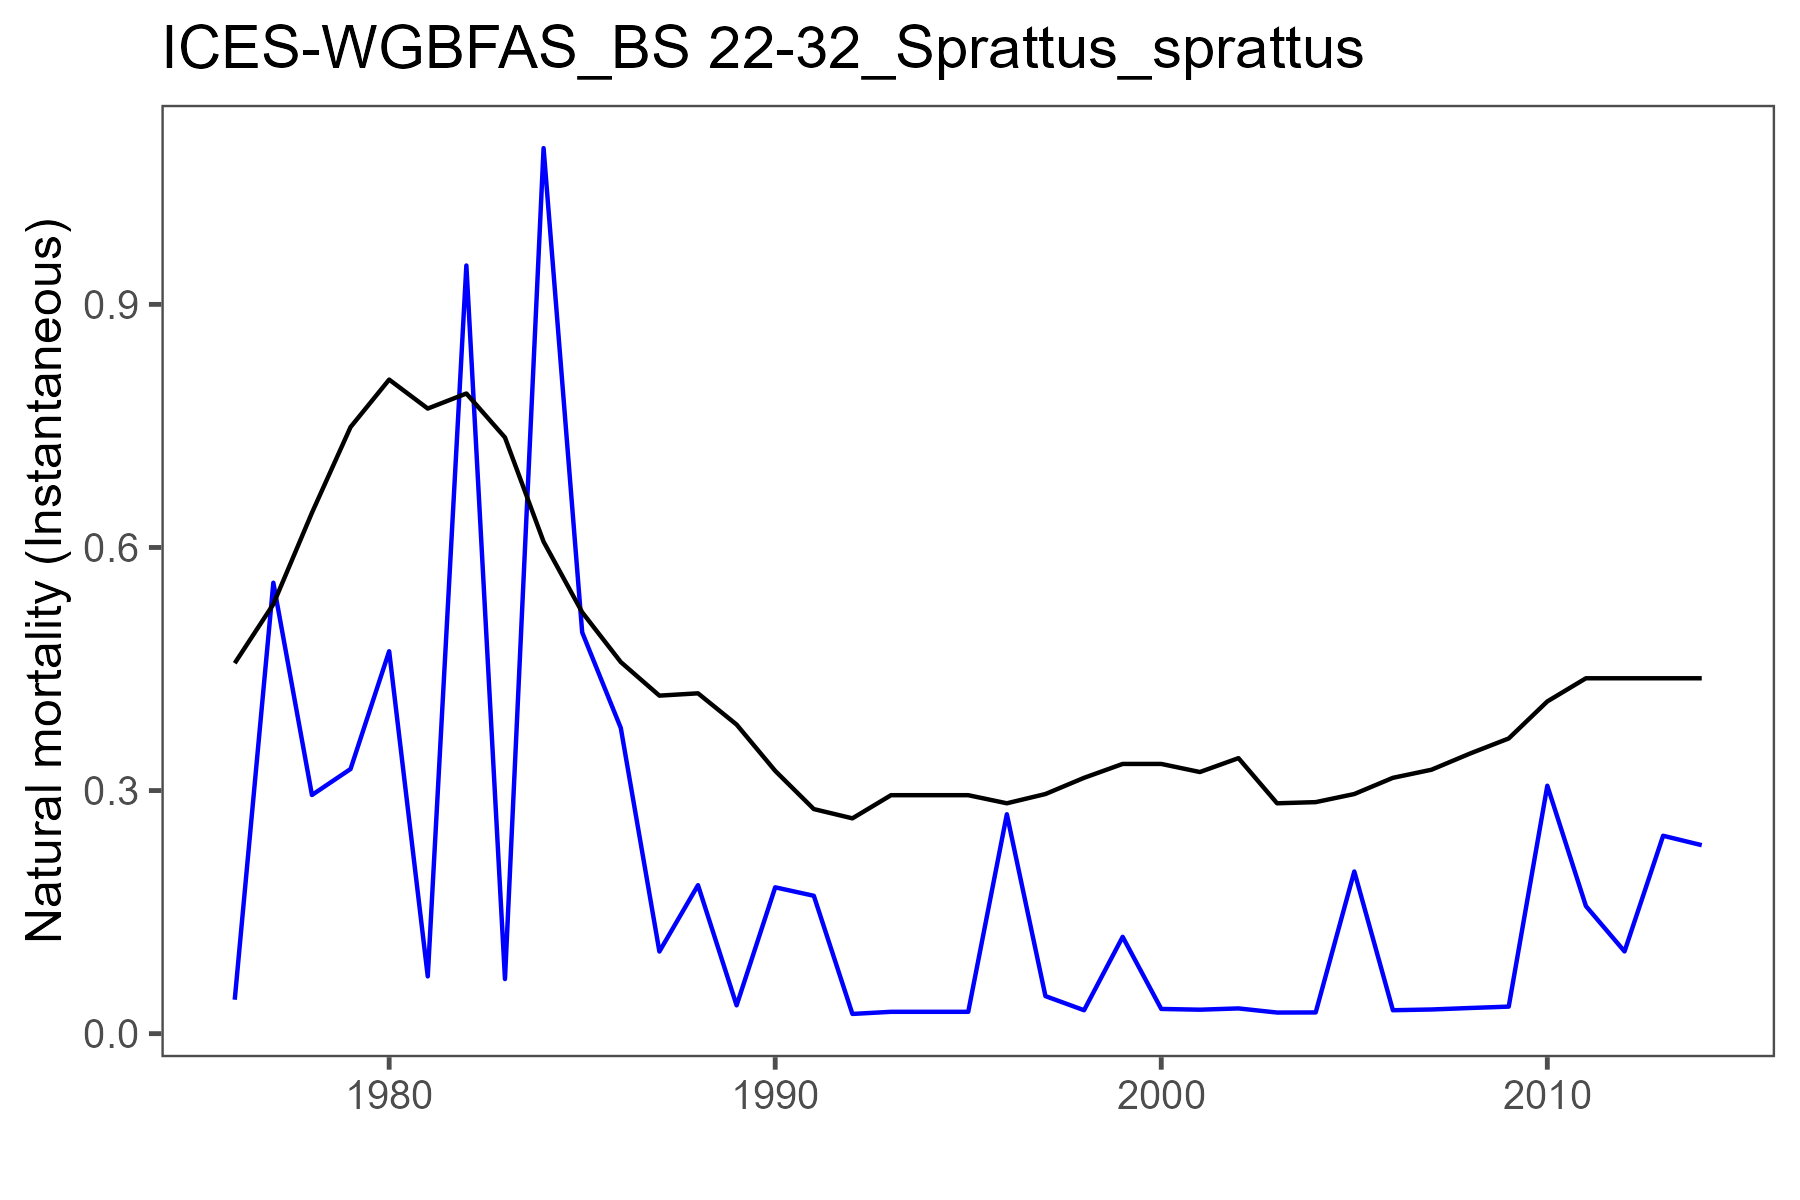 ICES-WGBFAS_BS 22-32_Sprattus_sprattus
Natural mortality (Instantaneous)
0.9
0.6
0.3
0.0
1980 1990 2000 2010